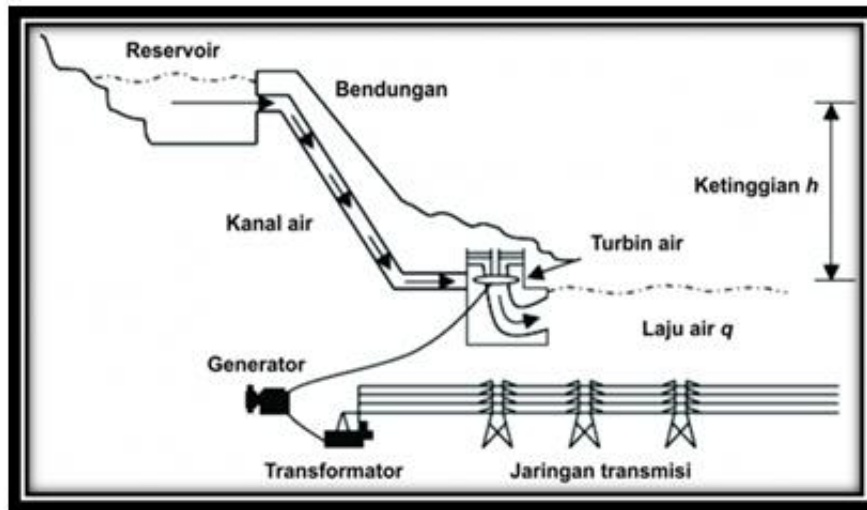 Reservoir
Bendungan
Ketinggian h
Kanal air
Turbin air
Laju air q
Generator
Transformator
Jaringan transmisi